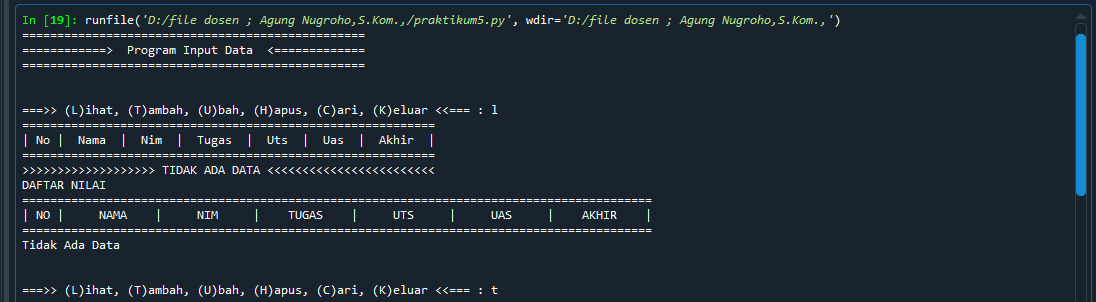 In [19]: runfile('D:/file dosen ; Agung Nugroho,S.Kom.,/praktikum5.py', wdir='D:/file dosen ; Agung Nugroho,S.Kom.,')
=================================================
============>  Program Input Data  <=============
=================================================
===>> (L)ihat, (T)ambah, (U)bah, (H)apus, (C)ari, (K)eluar <<=== : l
===========================================================
| No |  Nama  |  Nim  |  Tugas  |  Uts  |  Uas  |  Akhir  |
===========================================================
>>>>>>>>>>>>>>>>>>> TIDAK ADA DATA <<<<<<<<<<<<<<<<<<<<<<<<
DAFTAR NILAI
==========================================================================================
| NO |     NAMA    |     NIM     |    TUGAS    |     UTS     |     UAS     |    AKHIR    |
==========================================================================================
Tidak Ada Data
===>> (L)ihat, (T)ambah, (U)bah, (H)apus, (C)ari, (K)eluar <<=== : t